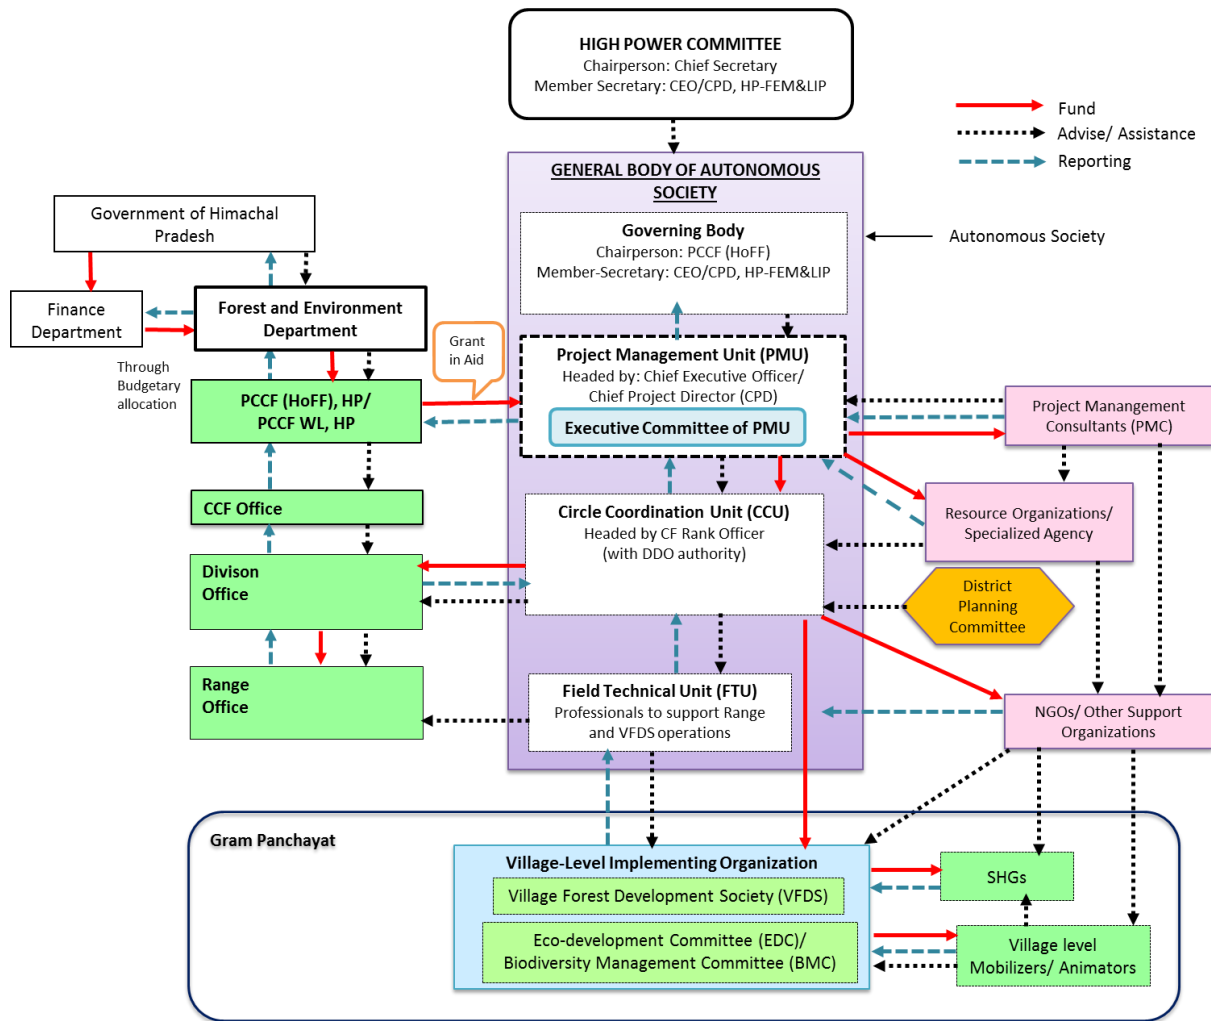 HIGH POWER COMMITTEE
Chairperson: Chief Secretary
Member Secretary: CEO/CPD, HP-FEM&LIP
Fund
Advise/ Assistance
Reporting
GENERAL BODY OF AUTONOMOUS
SOCIETY
Government of Himachal
Pradesh
Governing Body
Chairperson: PCCF (HoFF)
Member-Secretary: CEO/CPD, HP-FEM&LIP
Autonomous Society
Finance
Department
Forest and Environment
Department
Through
Budgetary
allocation
Grant
in Aid
Project Management Unit (PMU)
Headed by: Chief Executive Officer/
Chief Project Director (CPD)
Executive Committee of PMU
PCCF (HoFF), HP/
PCCF WL, HP
Project Manangement
Consultants (PMC)
CCF Office
Circle Coordination Unit (CCU)
Headed by CF Rank Officer
(with DDO authority)
Resource Organizations/
Specialized Agency
Divison
Office
District
Planning
Committee
Range
Office
Field Technical Unit (FTU)
Professionals to support Range
and VFDS operations
NGOs/ Other Support
Organizations
Gram Panchayat
Village-Level Implementing Organization
Village Forest Development Society (VFDS)
Eco-development Committee (EDC)/
Biodiversity Management Committee (BMC)
SHGs
Village level
Mobilizers/ Animators